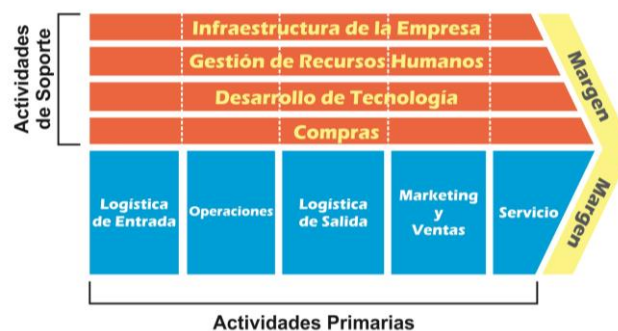 Actividades
de Soporte
Infraestructura de la Empresa
Gestión de Recursos Humanos
Desarrollo de Tecnología
Compras
Margen
Margen
Logística
de Entrada
Operaciones
Logística
de Salida
Marketing
y
Ventas
Servicio
Actividades Primarias